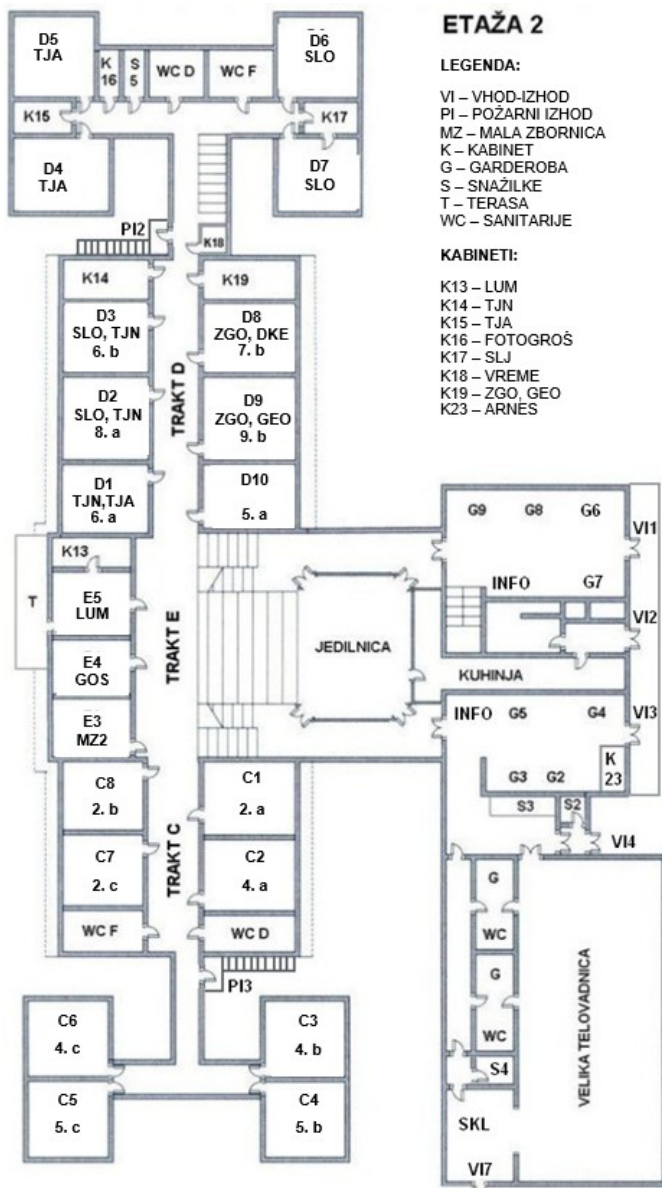 ETAŽA 2
LEGENDA:
VI – VHOD-IZHOD
PI – POŽARNI IZHOD
MZ – MALA ZBORNICA
K – KABINET
G – GARDEROBA
S – SNAŽILKE
T – TERASA
WC – SANITARIJE
KABINETI:
K13 – LUM
K14 – TJN
K15 – TJA
K16 – FOTOGROŠ
K17 – SLJ
K18 – VREME
K19 – ZGO, GEO
K23 – ARNES
D5
TJA
K
16
S
5
WC D
WC F
D6
SLO
K15
K17
D4
TJA
D7
SLO
PI2
K18
K14
K19
D3
SLO, TJN
6. b
D8
ZGO, DKE
7. b
TRAKT D
D2
SLO, TJN
8. a
D9
ZGO, GEO
9. b
D1
TJN,TJA
6. a
D10
5. a
K13
T
E5
LUM
TRAKT E
E4
GOS
E3
MZ2
JEDILNICA
G9
G8
G6
VI1
INFO
G7
VI2
KUHINJA
INFO
G5
G4
VI3
K
23
G3
G2
S3
S2
VI4
C8
2. b
C1
2. a
TRAKT C
C7
2. c
C2
4. a
WC F
WC D
PI3
C6
4. c
C3
4. b
C5
5. c
C4
5. b
G
WC
G
WC
S4
SKL
VI7
VELIKA TELOVADNICA